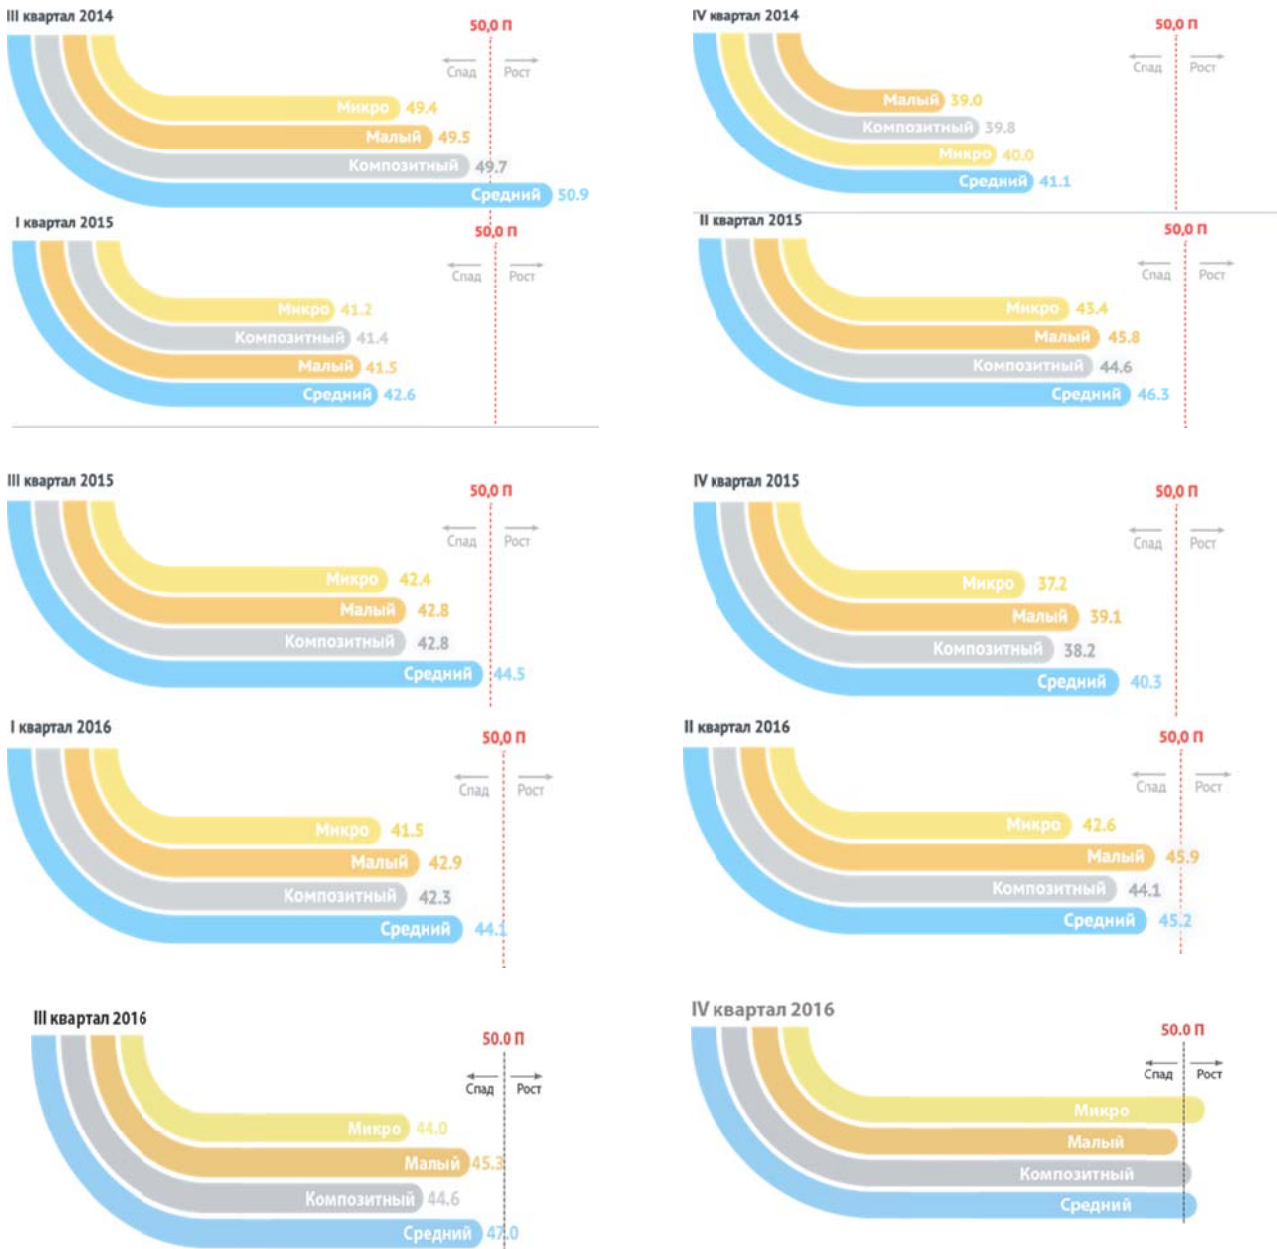 III квартал 2014
50,0 П
Спад Рост
Микро 49.4
Малый 49.5
Композитный 49.7
Средний 50.9
IV квартал 2014
50,0 П
Спад Рост
Малый 39.0
Композитный 39.8
Микро 40.0
Средний 41.1
I квартал 2015
50,0 П
Спад Рост
Микро 41.2
Композитный 41.4
Малый 41.5
Средний 42.6
II квартал 2015
50,0 П
Спад Рост
Микро 43.4
Малый 45.8
Композитный 44.6
Средний 46.3
III квартал 2015
50,0 П
Спад Рост
Микро 42.4
Малый 42.8
Композитный 42.8
Средний 44.5
IV квартал 2015
50,0 П
Спад Рост
Микро 37.2
Малый 39.1
Композитный 38.2
Средний 40.3
I квартал 2016
50,0 П
Спад Рост
Микро 41.5
Малый 42.9
Композитный 42.3
Средний 44.1
II квартал 2016
50,0 П
Спад Рост
Микро 42.6
Малый 45.9
Композитный 44.1
Средний 45.2
III квартал 2016
50.0 П
Спад Рост
Микро 44.0
Малый 45.3
Композитный 44.6
Средний 47.0
IV квартал 2016
50.0 П
Спад Рост
Микро
Малый
Композитный
Средний